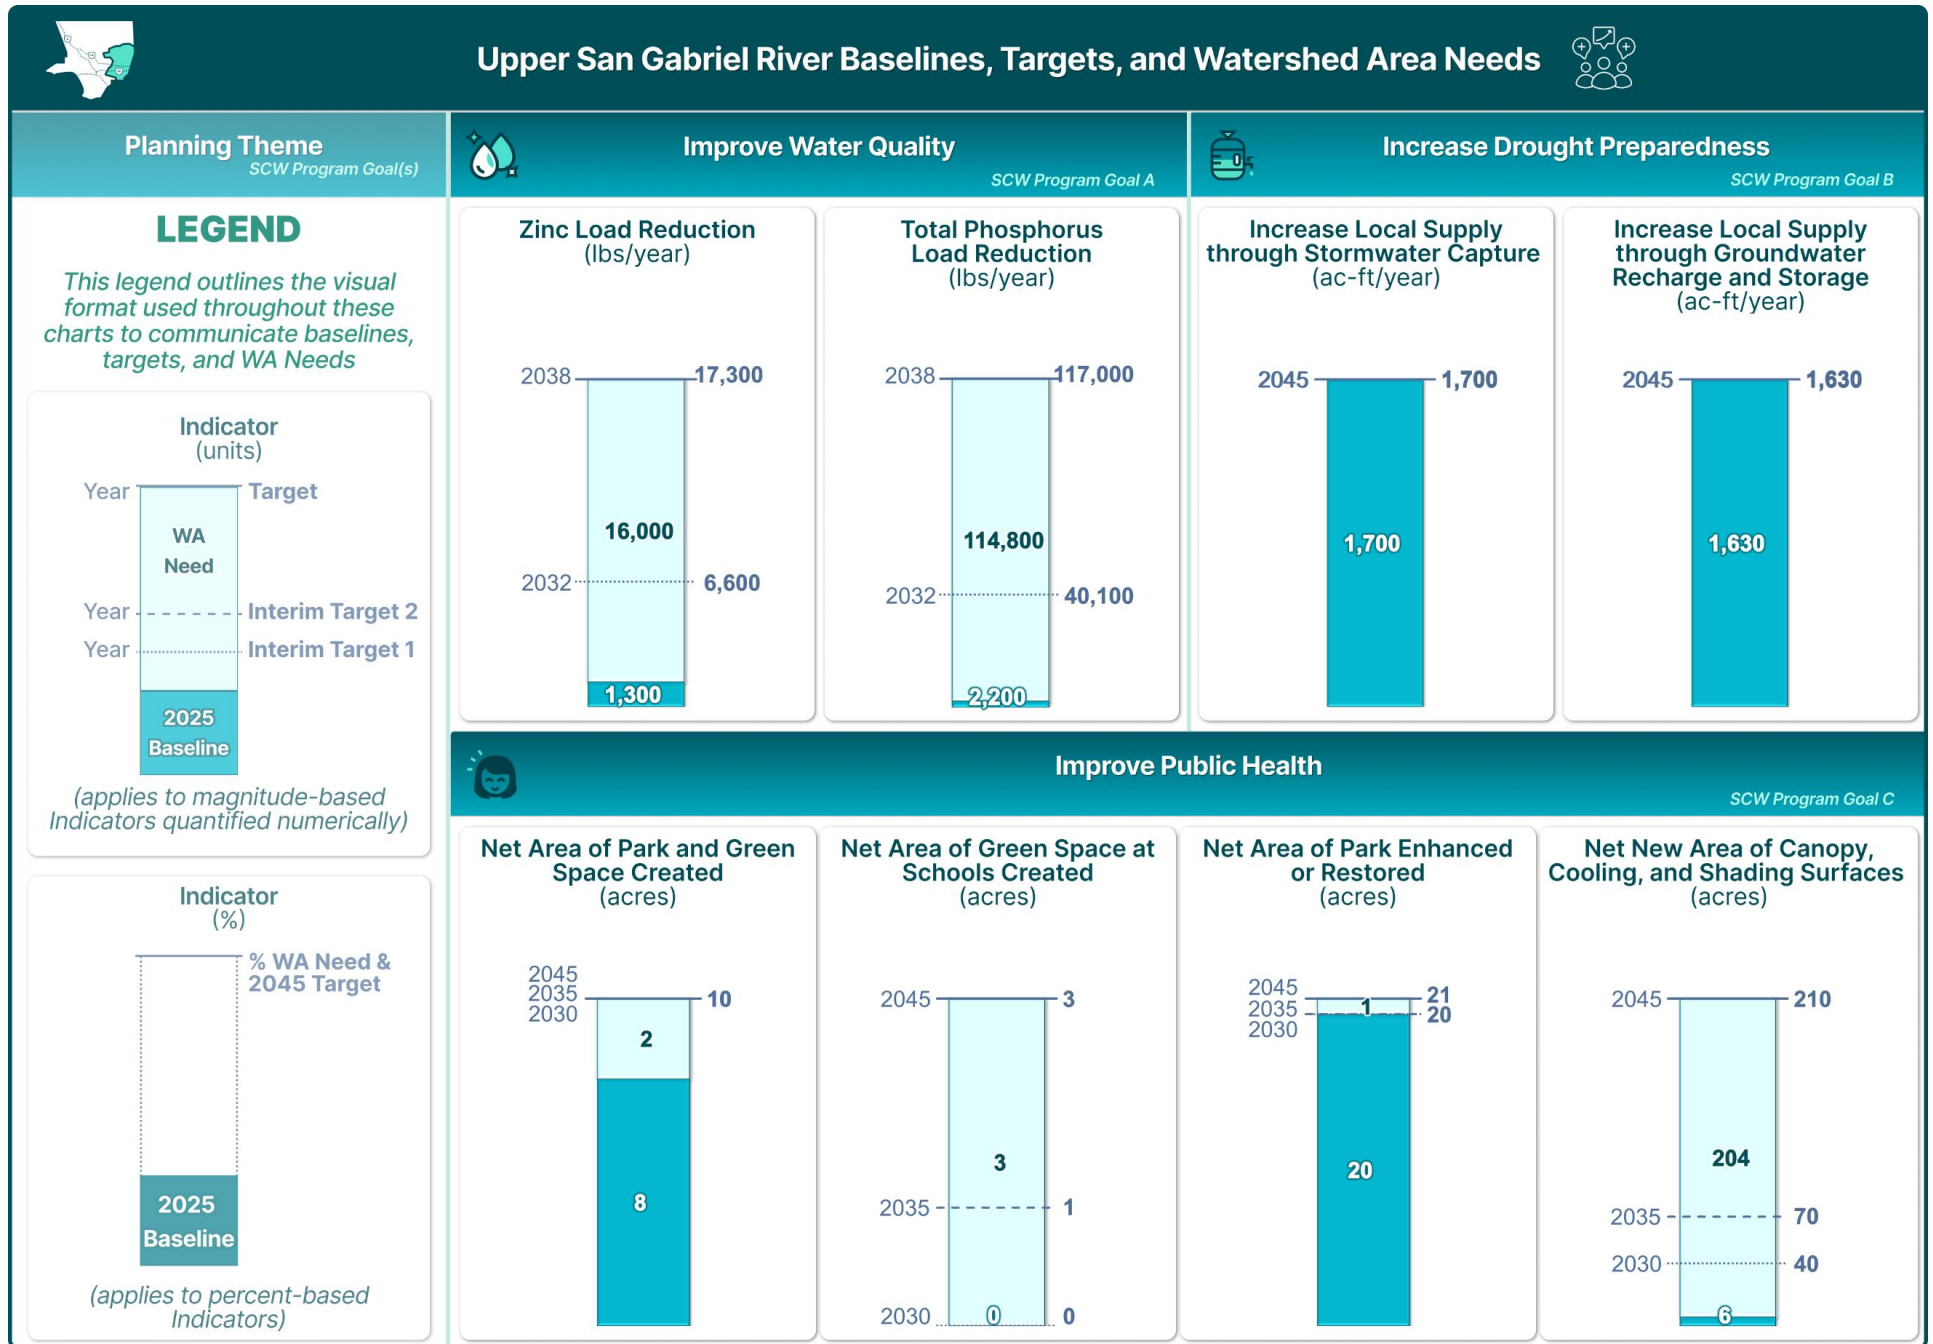 Upper San Gabriel River Baselines, Targets, and Watershed Area Needs
Planning Theme
SCW Program Goal(s)
LEGEND
This legend outlines the visual
format used throughout these
charts to communicate baselines,
targets, and WA Needs
Indicator
(units)
Year
Target
WA
Need
Year
Interim Target 2
Year
Interim Target 1
2025
Baseline
(applies to magnitude-based
Indicators quantified numerically)
Indicator
(%)
% WA Need &
2045 Target
2025
Baseline
(applies to percent-based
Indicators)
Improve Water Quality
SCW Program Goal A
Zinc Load Reduction
(lbs/year)
2038
17,300
16,000
2032
6,600
1,300
Total Phosphorus
Load Reduction
(lbs/year)
2038
117,000
114,800
2032
40,100
2,200
Increase Drought Preparedness
SCW Program Goal B
Increase Local Supply
through Stormwater Capture
(ac-ft/year)
2045
1,700
1,700
Increase Local Supply
through Groundwater
Recharge and Storage
(ac-ft/year)
2045
1,630
1,630
Improve Public Health
SCW Program Goal C
Net Area of Park and Green
Space Created
(acres)
2045
2035
2030
10
2
8
Net Area of Green Space at
Schools Created
(acres)
2045
3
3
2035
1
2030
0
0
Net Area of Park Enhanced
or Restored
(acres)
2045
21
2035
1
20
2030
20
Net New Area of Canopy,
Cooling, and Shading Surfaces
(acres)
2045
210
204
2035
70
2030
40
6